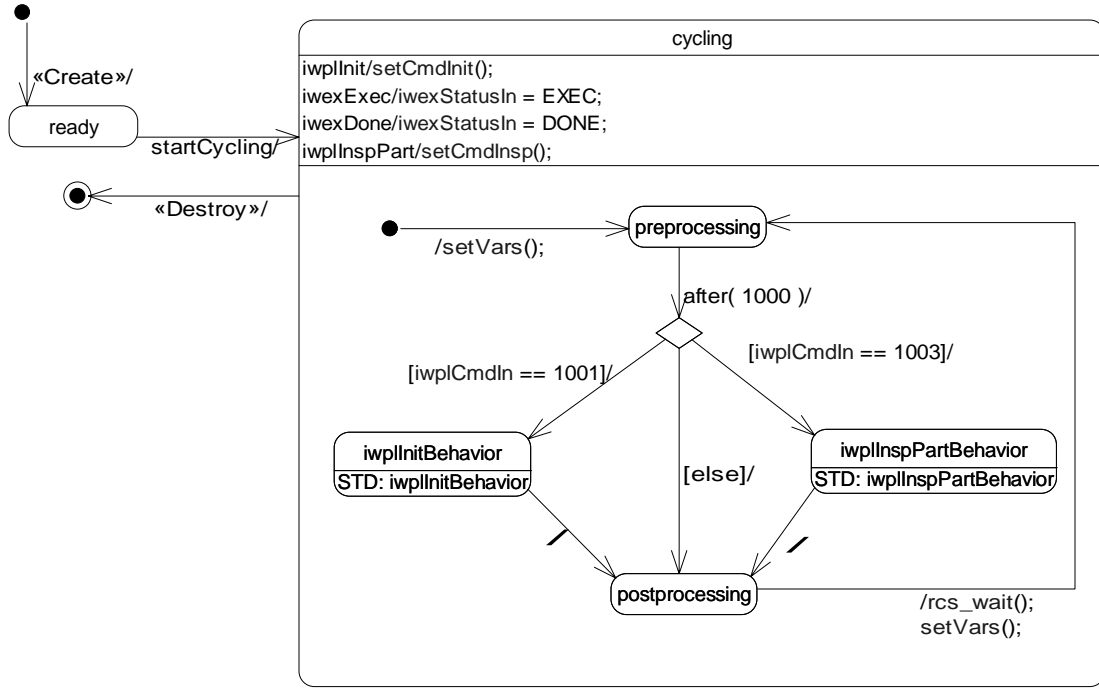 cycling
iwplInit/setCmdInit();
«Create»/
iwexExec/iwexStatusIn = EXEC;
ready
iwexDone/iwexStatusIn = DONE;
startCycling/
iwplInspPart/setCmdInsp();
«Destroy»/
preprocessing
/setVars();
after( 1000 )/
[iwplCmdIn == 1003]/
[iwplCmdIn == 1001]/
iwplInitBehavior
STD: iwplInitBehavior
[else]/
iwplInspPartBehavior
STD: iwplInspPartBehavior
/
/
postprocessing
/rcs_wait();
setVars();